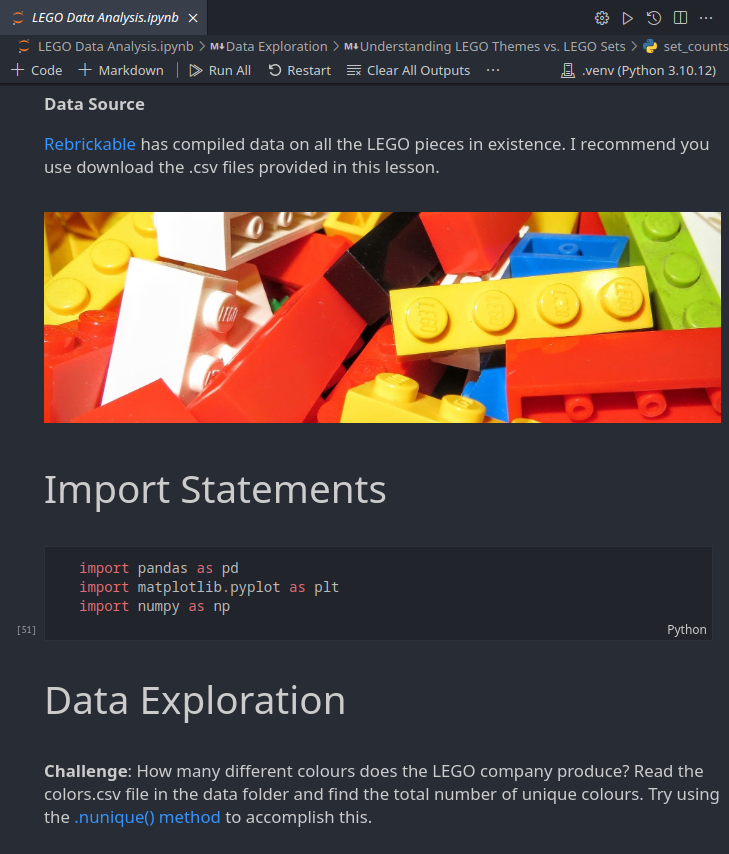 LEGO Data Analysis.ipynb
LEGO Data Analysis.ipynb > M↓Data Exploration > M↓Understanding LEGO Themes vs. LEGO Sets > set_counts
+ Code + Markdown | Run All Restart Clear All Outputs ··· .venv (Python 3.10.12)
Data Source
Rebrickable has compiled data on all the LEGO pieces in existence. I recommend you
use download the .csv files provided in this lesson.
LEGO
LEGO LEGO LEGO LEGO
Import Statements
import pandas as pd
import matplotlib.pyplot as plt
import numpy as np
[51]
Python
Data Exploration
Challenge: How many different colours does the LEGO company produce? Read the
colors.csv file in the data folder and find the total number of unique colours. Try using
the .nunique() method to accomplish this.